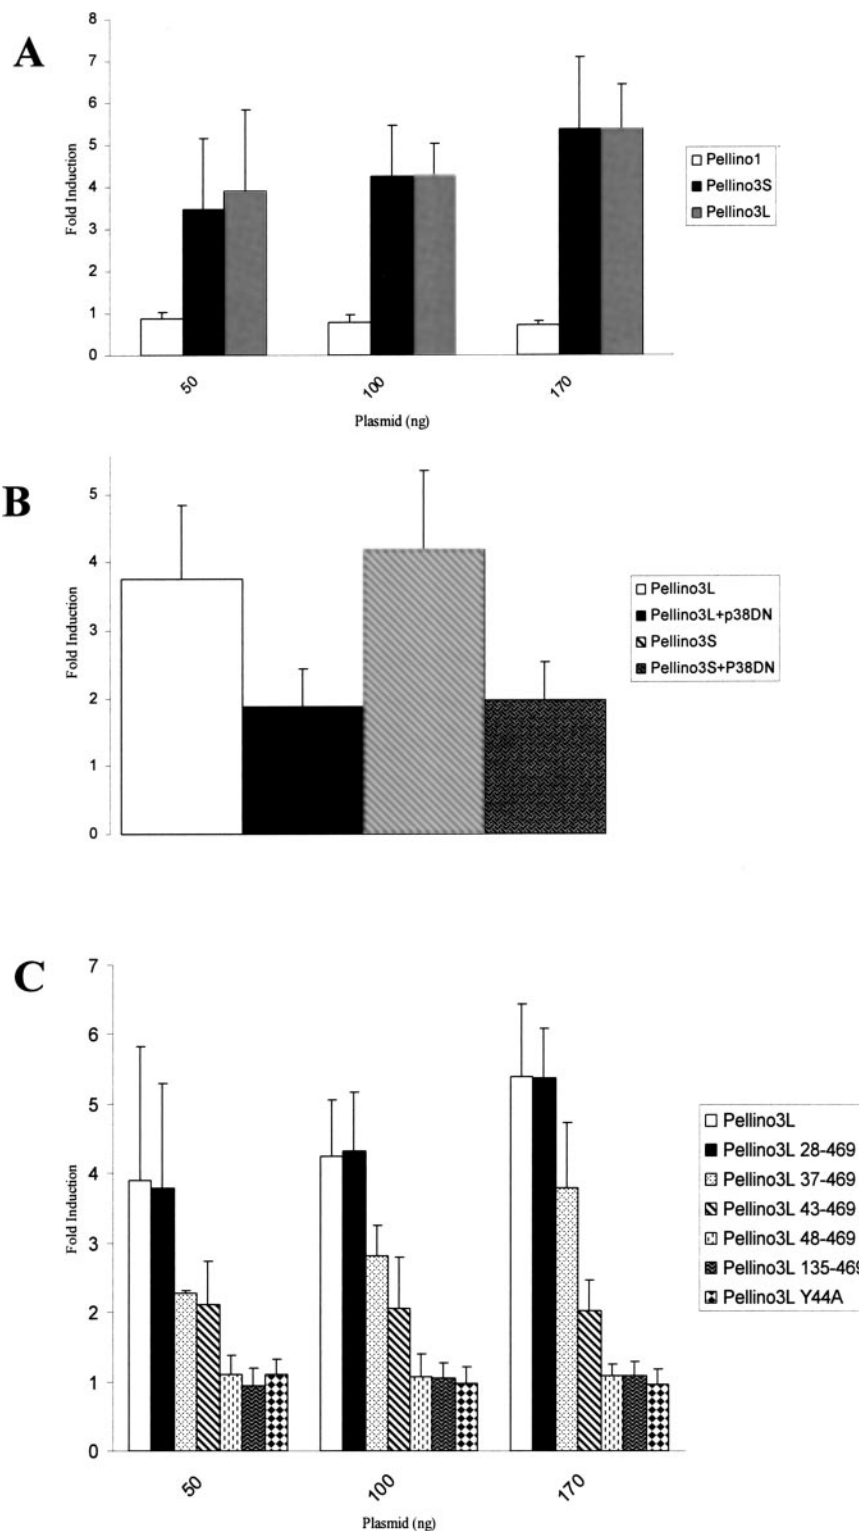 A
8
7
6
5
4
3
2
1
0
Fold Induction
50
100
170
Plasmid (ng)
Pellino1
Pellino3S
Pellino3L
B
5
4
3
2
1
0
Fold Induction
Pellino3L
Pellino3L+p38DN
Pellino3S
Pellino3S+P38DN
C
7
6
5
4
3
2
1
0
Fold Induction
50
100
170
Plasmid (ng)
Pellino3L
Pellino3L 28-469
Pellino3L 37-469
Pellino3L 43-469
Pellino3L 48-469
Pellino3L 135-469
Pellino3L Y44A